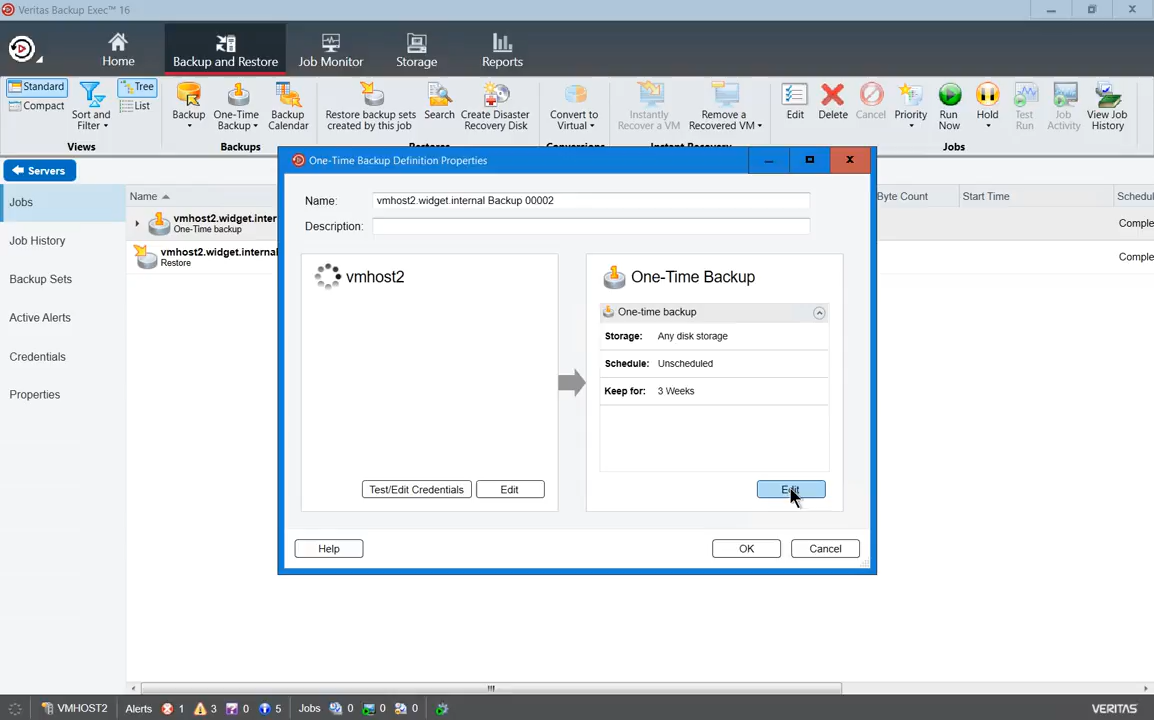 Veritas Backup Exec™ 16
Home
Backup and Restore
Job Monitor
Storage
Reports
Standard
Compact
Sort and Filter
Tree
List
Views
Backup
One-Time Backup
Backup Calendar
Backups
Restore backup sets created by this job
Search
Create Disaster Recovery Disk
Restores
Convert to Virtual
Conversions
Instantly Recover a VM
Remove a Recovered VM
Instant Recovery
Edit
Delete
Cancel
Priority
Run Now
Hold
Test Run
Job Activity
View Job History
Jobs
Servers
Jobs
Job History
Backup Sets
Active Alerts
Credentials
Properties
Name
Byte Count
Start Time
Schedul
vmhost2.widget.inter
One-Time backup
Comple
vmhost2.widget.internal
Restore
Comple
One-Time Backup Definition Properties
Name:
vmhost2.widget.internal Backup 00002
Description:
vmhost2
Test/Edit Credentials
Edit
One-Time Backup
One-time backup
Storage: Any disk storage
Schedule: Unscheduled
Keep for: 3 Weeks
Edit
Help
OK
Cancel
VMHOST2
Alerts 1 3 0 5
Jobs 0 0 0
VERITAS